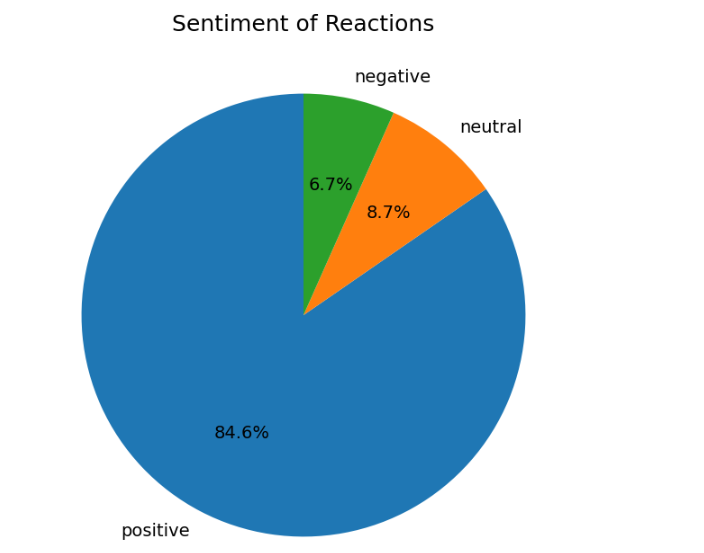 Sentiment of Reactions
negative
neutral
6.7%
8.7%
84.6%
positive